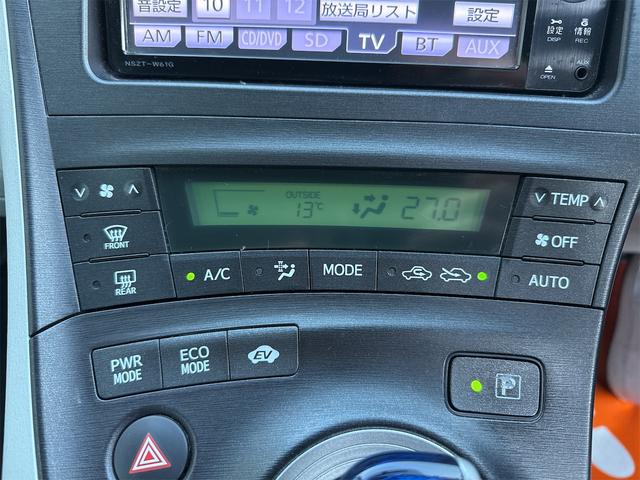 音設定 10 11 12 放送局リスト 設定
AM FM CD/DVD SD TV BT AUX
NSZT-W61G
設定 情報
DISP REC
OPEN
AUX
OUTSIDE
13℃ 27.0
TEMP
FRONT
OFF
REAR
A/C
MODE
AUTO
PWR MODE
ECO MODE
EV
P